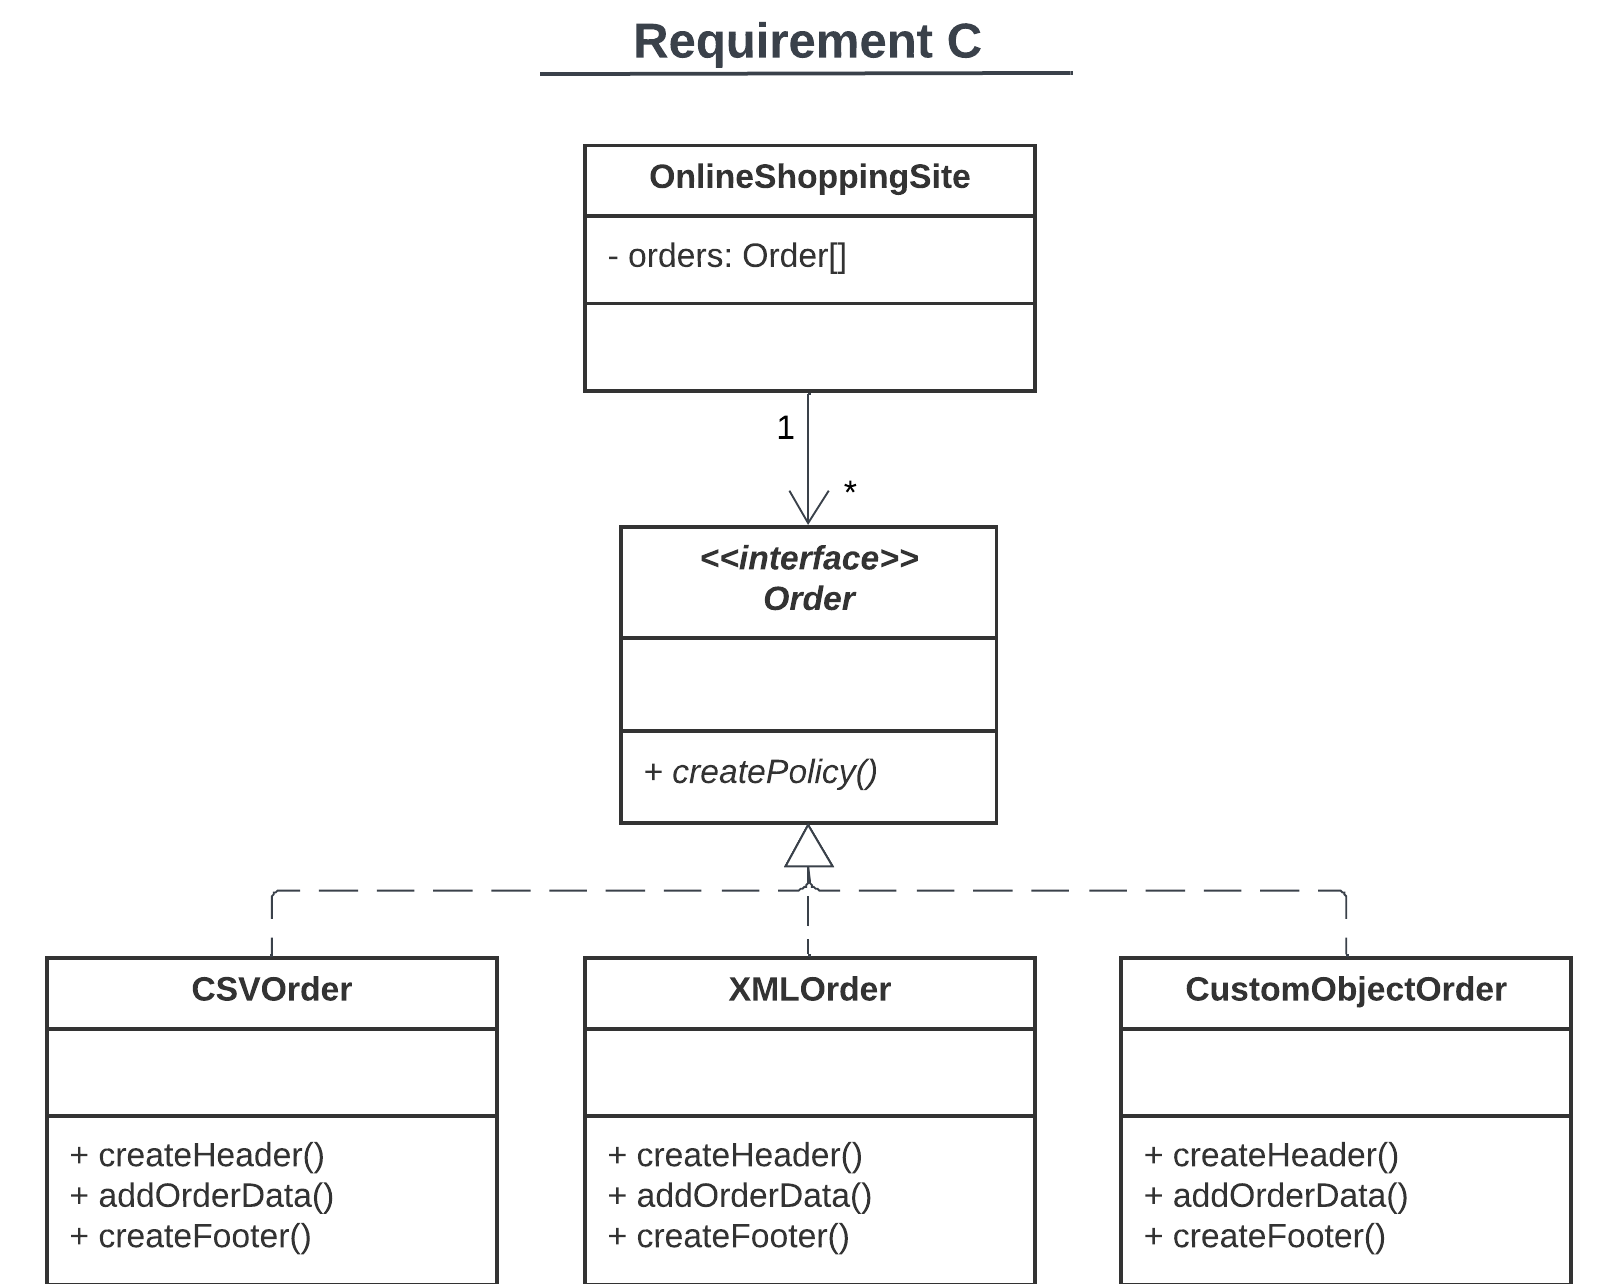 Requirement C
OnlineShoppingSite
- orders: Order[]
1
*
<<interface>>
Order
+ createPolicy()
CSVOrder
+ createHeader()
+ addOrderData()
+ createFooter()
XMLOrder
+ createHeader()
+ addOrderData()
+ createFooter()
CustomObjectOrder
+ createHeader()
+ addOrderData()
+ createFooter()